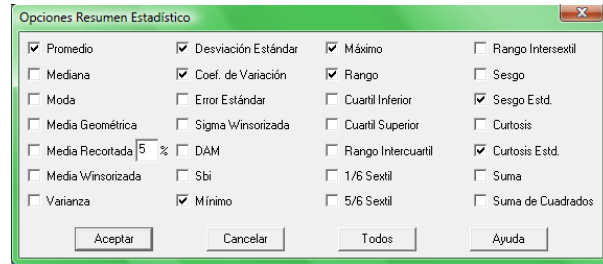 Opciones Resumen Estadístico
Promedio Desviación Estándar Máximo Rango Intersextil
Mediana Coef. de Variación Rango Sesgo
Moda Error Estándar Cuartil Inferior Sesgo Estd.
Media Geométrica Sigma Winsorizada Cuartil Superior Curtosis
Media Recortada 5 % DAM Rango Intercuartil Curtosis Estd.
Media Winsorizada Sbi 1/6 Sextil Suma
Varianza Mínimo 5/6 Sextil Suma de Cuadrados
Aceptar Cancelar Todos Ayuda